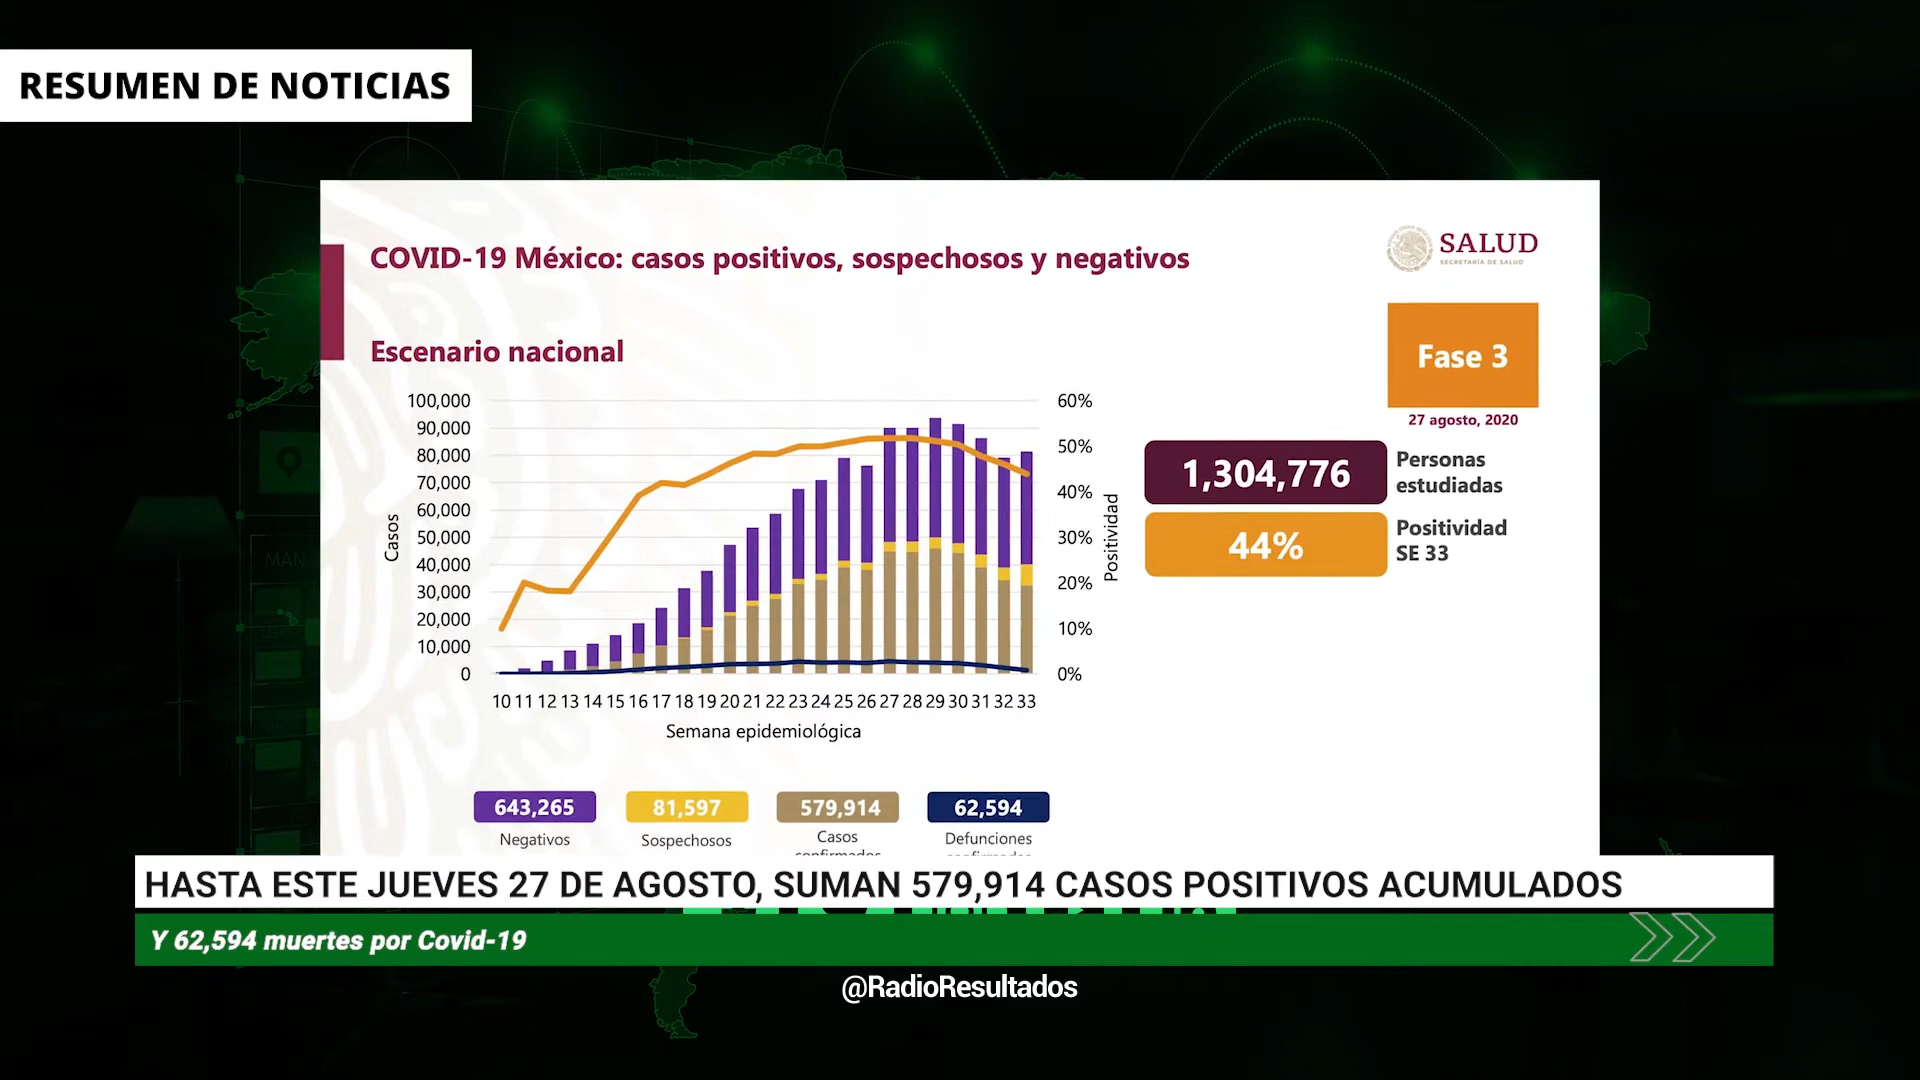 RESUMEN DE NOTICIAS
COVID-19 México: casos positivos, sospechosos y negativos
SALUD
SECRETARÍA DE SALUD
Escenario nacional
Fase 3
27 agosto, 2020
100,000
90,000
80,000
70,000
60,000
50,000
40,000
30,000
20,000
10,000
0
Casos
60%
50%
40%
30%
20%
10%
0%
Positividad
10 11 12 13 14 15 16 17 18 19 20 21 22 23 24 25 26 27 28 29 30 31 32 33
Semana epidemiológica
1,304,776
Personas
estudiadas
44%
Positividad
SE 33
643,265
Negativos
81,597
Sospechosos
579,914
Casos
62,594
Defunciones
HASTA ESTE JUEVES 27 DE AGOSTO, SUMAN 579,914 CASOS POSITIVOS ACUMULADOS
Y 62,594 muertes por Covid-19
@RadioResultados